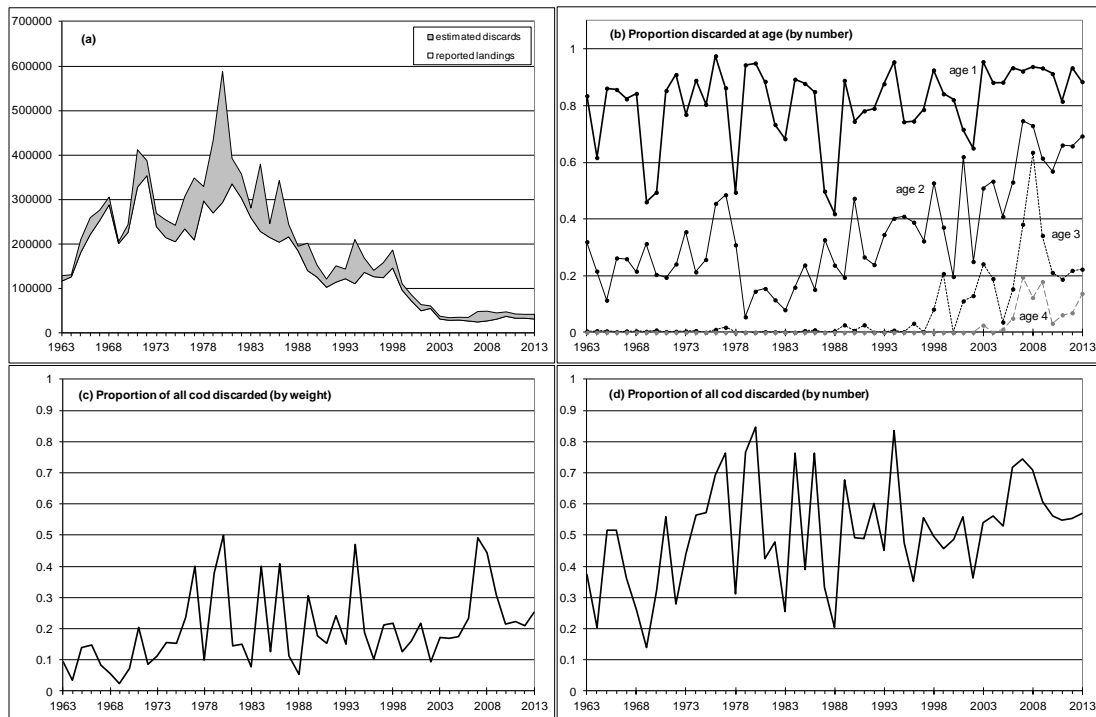 (a)
estimated discards
reported landings
700000
600000
500000
400000
300000
200000
100000
0
1963 1968 1973 1978 1983 1988 1993 1998 2003 2008 2013
(b) Proportion discarded at age (by number)
age 1
age 2
age 3
age 4
1
0.8
0.6
0.4
0.2
0
1963 1968 1973 1978 1983 1988 1993 1998 2003 2008 2013
(c) Proportion of all cod discarded (by weight)
1
0.9
0.8
0.7
0.6
0.5
0.4
0.3
0.2
0.1
0
1963 1968 1973 1978 1983 1988 1993 1998 2003 2008 2013
(d) Proportion of all cod discarded (by number)
1
0.9
0.8
0.7
0.6
0.5
0.4
0.3
0.2
0.1
0
1963 1968 1973 1978 1983 1988 1993 1998 2003 2008 2013